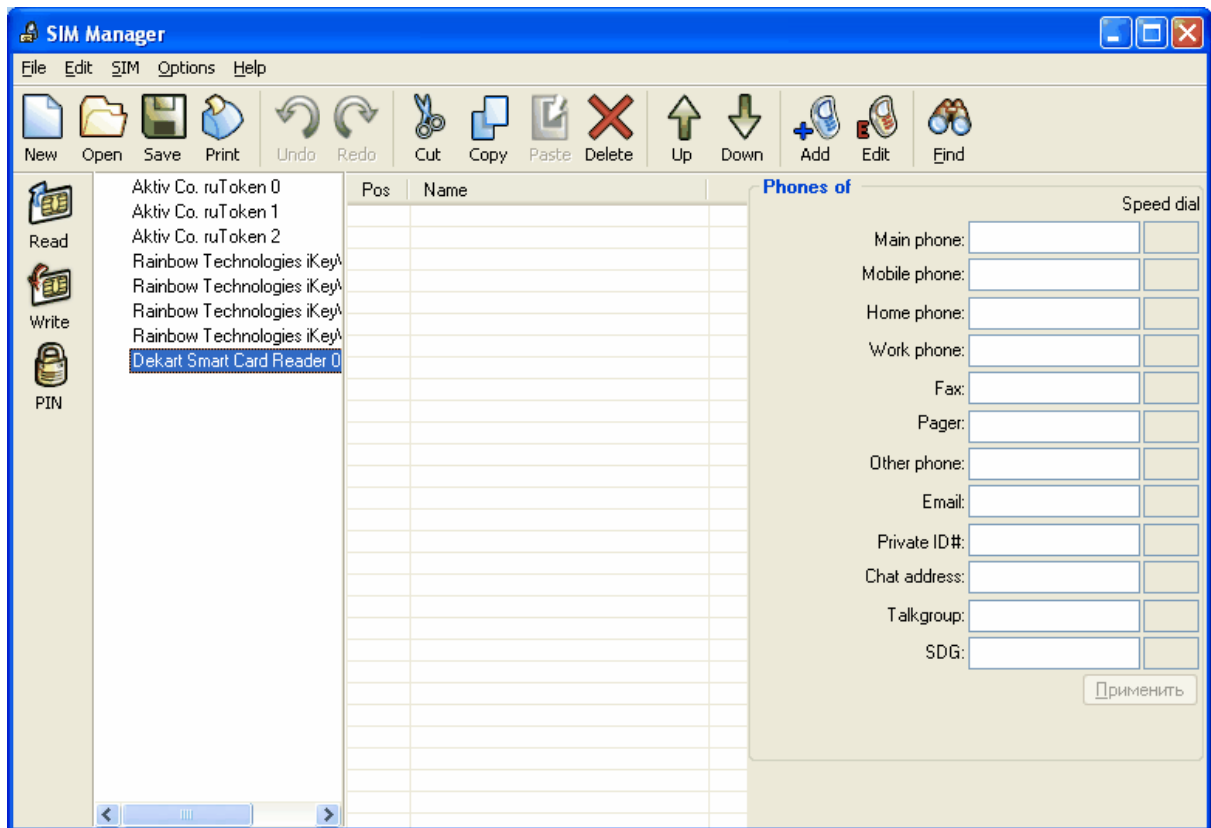 SIM Manager
File Edit SIM Options Help
New Open Save Print Undo Redo Cut Copy Paste Delete Up Down Add Edit Find
Read
Write
PIN
Aktiv Co. ruToken 0
Aktiv Co. ruToken 1
Aktiv Co. ruToken 2
Rainbow Technologies iKeyV
Rainbow Technologies iKeyV
Rainbow Technologies iKeyV
Rainbow Technologies iKeyV
Dekart Smart Card Reader 0
Pos Name
Phones of
Speed dial
Main phone:
Mobile phone:
Home phone:
Work phone:
Fax:
Pager:
Other phone:
Email:
Private ID#:
Chat address:
Talkgroup:
SDG:
Применить